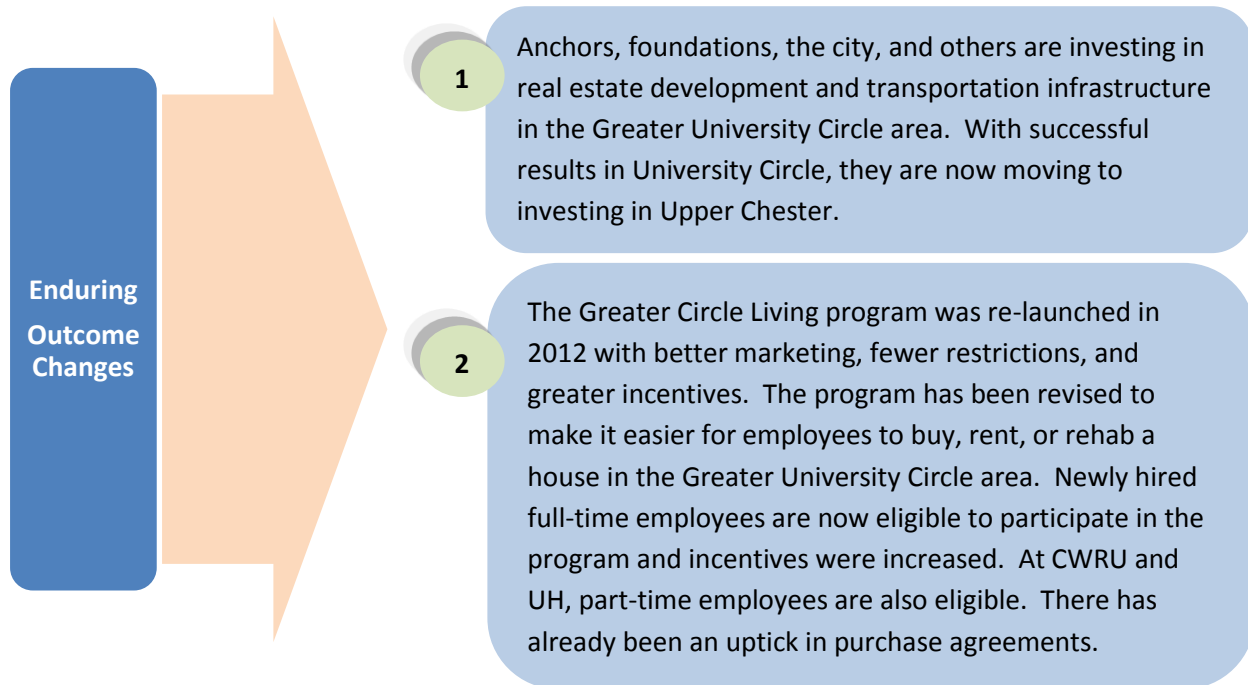 Enduring
Outcome
Changes
1
Anchors, foundations, the city, and others are investing in
real estate development and transportation infrastructure
in the Greater University Circle area.  With successful
results in University Circle, they are now moving to
investing in Upper Chester.
2
The Greater Circle Living program was re-launched in
2012 with better marketing, fewer restrictions, and
greater incentives.  The program has been revised to
make it easier for employees to buy, rent, or rehab a
house in the Greater University Circle area.  Newly hired
full-time employees are now eligible to participate in the
program and incentives were increased.  At CWRU and
UH, part-time employees are also eligible.  There has
already been an uptick in purchase agreements.